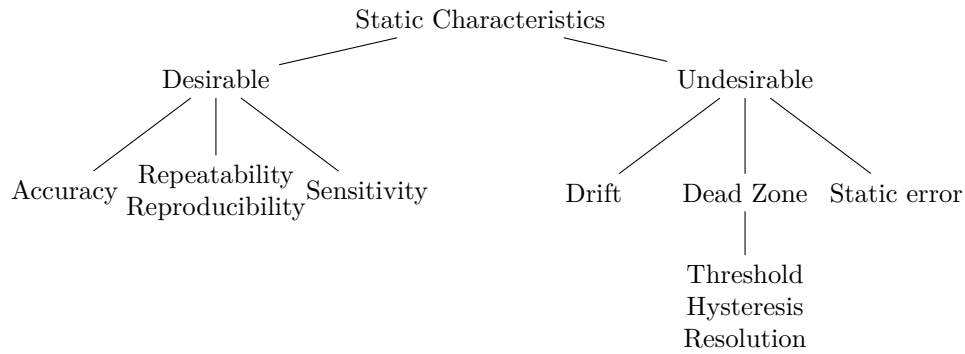 Static Characteristics
Desirable
Undesirable
Accuracy
Repeatability
Reproducibility
Sensitivity
Drift
Dead Zone
Static error
Threshold
Hysteresis
Resolution